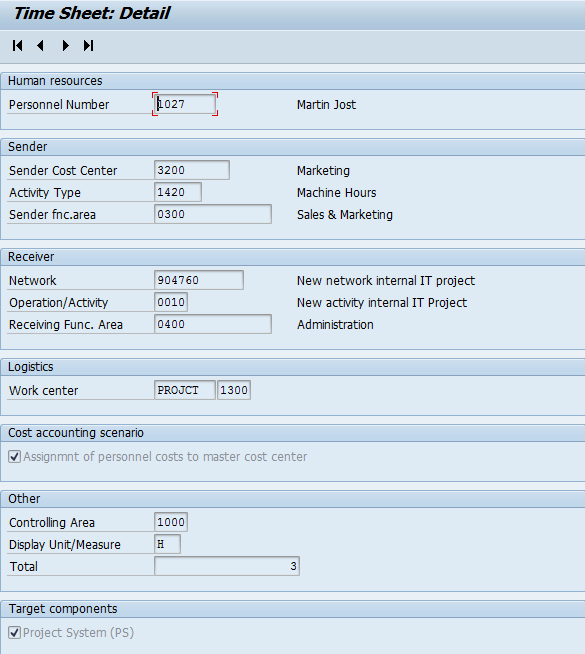 Time Sheet: Detail
Human resources
Personnel Number 1027 Martin Jost
Sender
Sender Cost Center 3200 Marketing
Activity Type 1420 Machine Hours
Sender fnc.area 0300 Sales & Marketing
Receiver
Network 904760 New network internal IT project
Operation/Activity 0010 New activity internal IT Project
Receiving Func. Area 0400 Administration
Logistics
Work center PROJCT 1300
Cost accounting scenario
Assignmnt of personnel costs to master cost center
Other
Controlling Area 1000
Display Unit/Measure H
Total 3
Target components
Project System (PS)